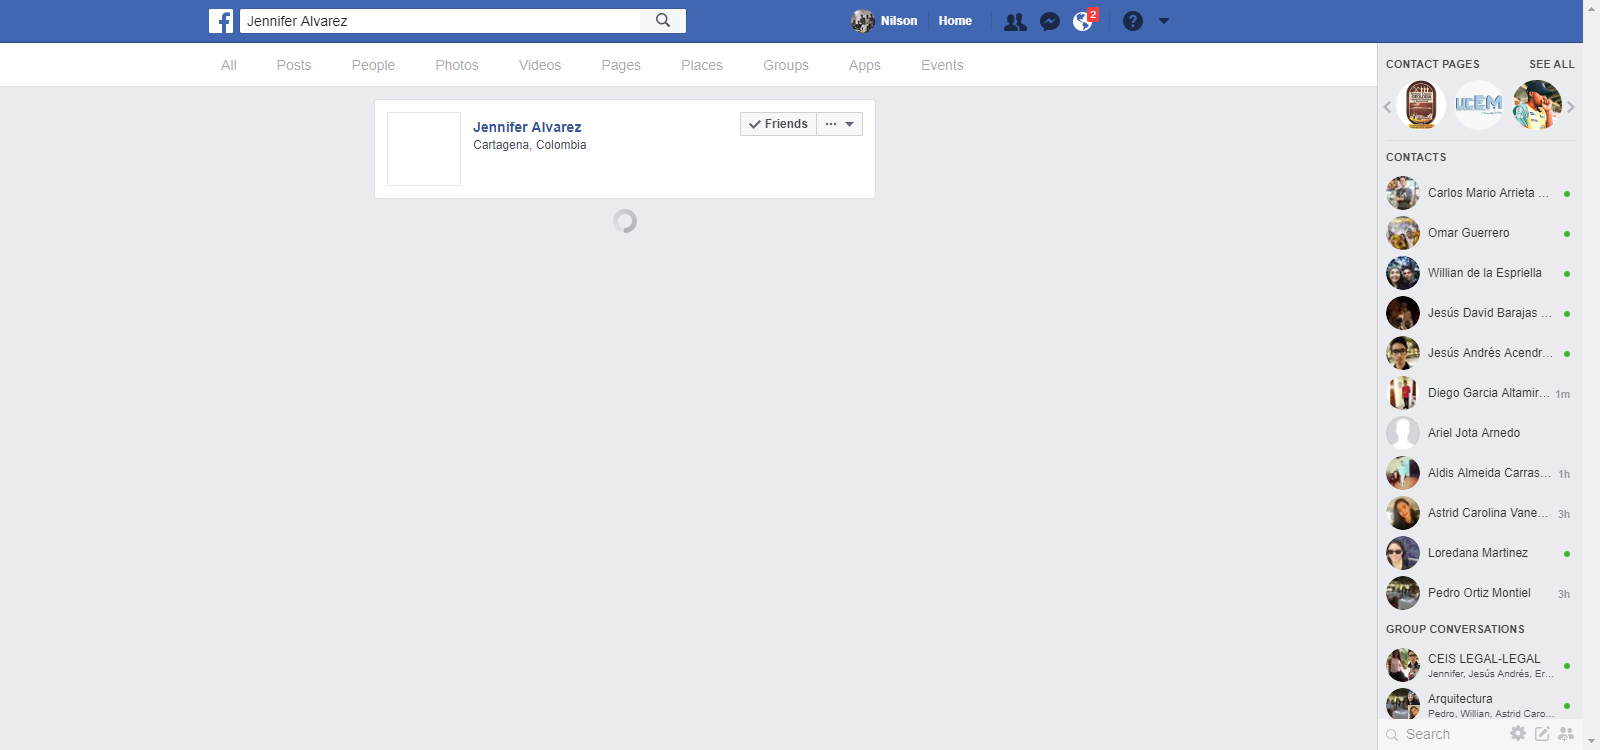 Jennifer Alvarez
Nilson
Home
2
All
Posts
People
Photos
Videos
Pages
Places
Groups
Apps
Events
Jennifer Alvarez
Cartagena, Colombia
Friends
CONTACT PAGES
SEE ALL
UCEM
CONTACTS
Carlos Mario Arrieta ...
Omar Guerrero
Willian de la Espriella
Jesús David Barajas ...
Jesús Andrés Acendr...
Diego Garcia Altamir... 1m
Ariel Jota Arnedo
Aldis Almeida Carras... 1h
Astrid Carolina Vane... 3h
Loredana Martinez
Pedro Ortiz Montiel 3h
GROUP CONVERSATIONS
CEIS LEGAL-LEGAL
Jennifer, Jesús Andrés, Er...
Arquitectura
Pedro, Willian, Astrid Caro...
Search